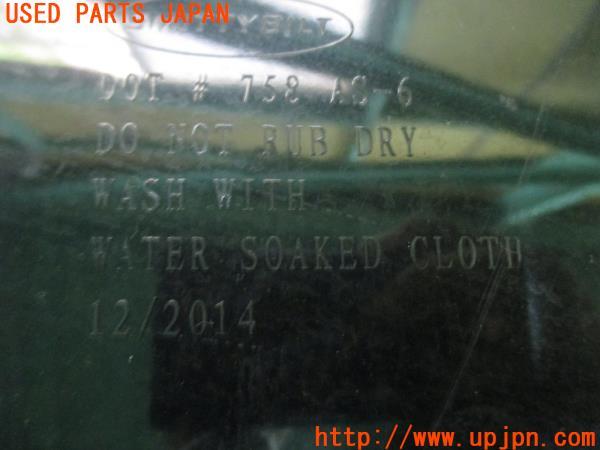 USED PARTS JAPAN
SMITTYBILT
DOT # 758 AS-6
DO NOT RUB DRY
WASH WITH
WATER SOAKED CLOTH
12/2014
http://www.upjpn.com